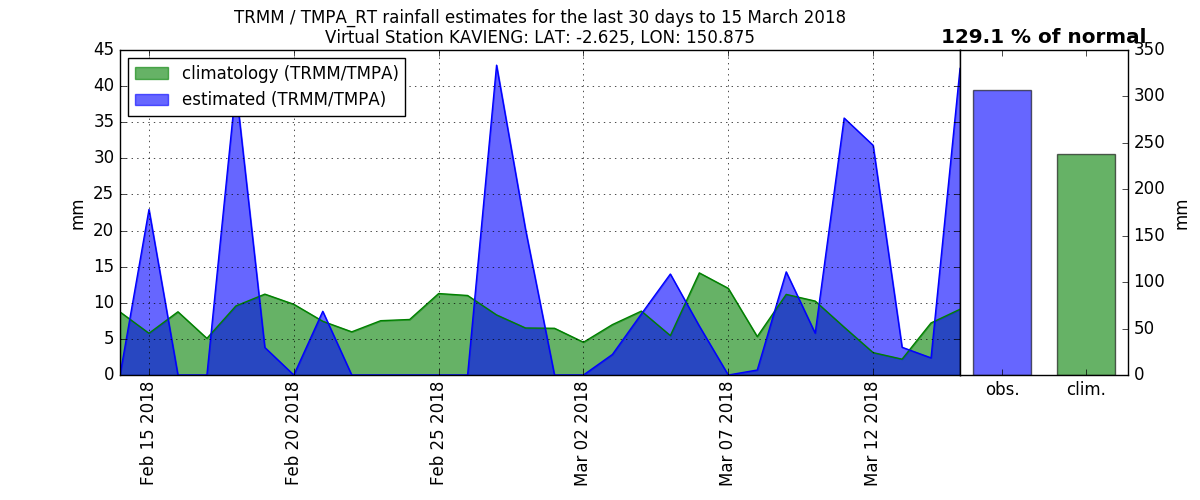 TRMM / TMPA_RT rainfall estimates for the last 30 days to 15 March 2018
Virtual Station KAVIENG: LAT: -2.625, LON: 150.875
129.1 % of normal
climatology (TRMM/TMPA)
estimated (TRMM/TMPA)
45
40
35
30
25
20
15
10
5
0
mm
Feb 15 2018
Feb 20 2018
Feb 25 2018
Mar 02 2018
Mar 07 2018
Mar 12 2018
350
300
250
200
150
100
50
0
mm
obs.
clim.